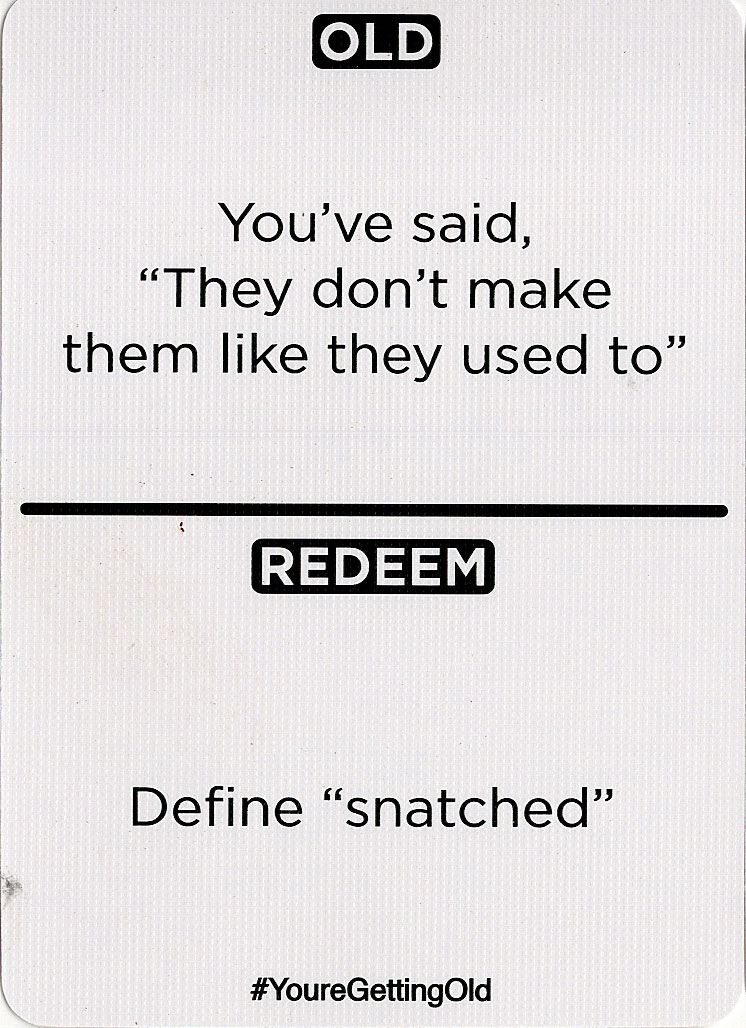 OLD
You’ve said,
“They don’t make
them like they used to”
REDEEM
Define “snatched”
#YoureGettingOld